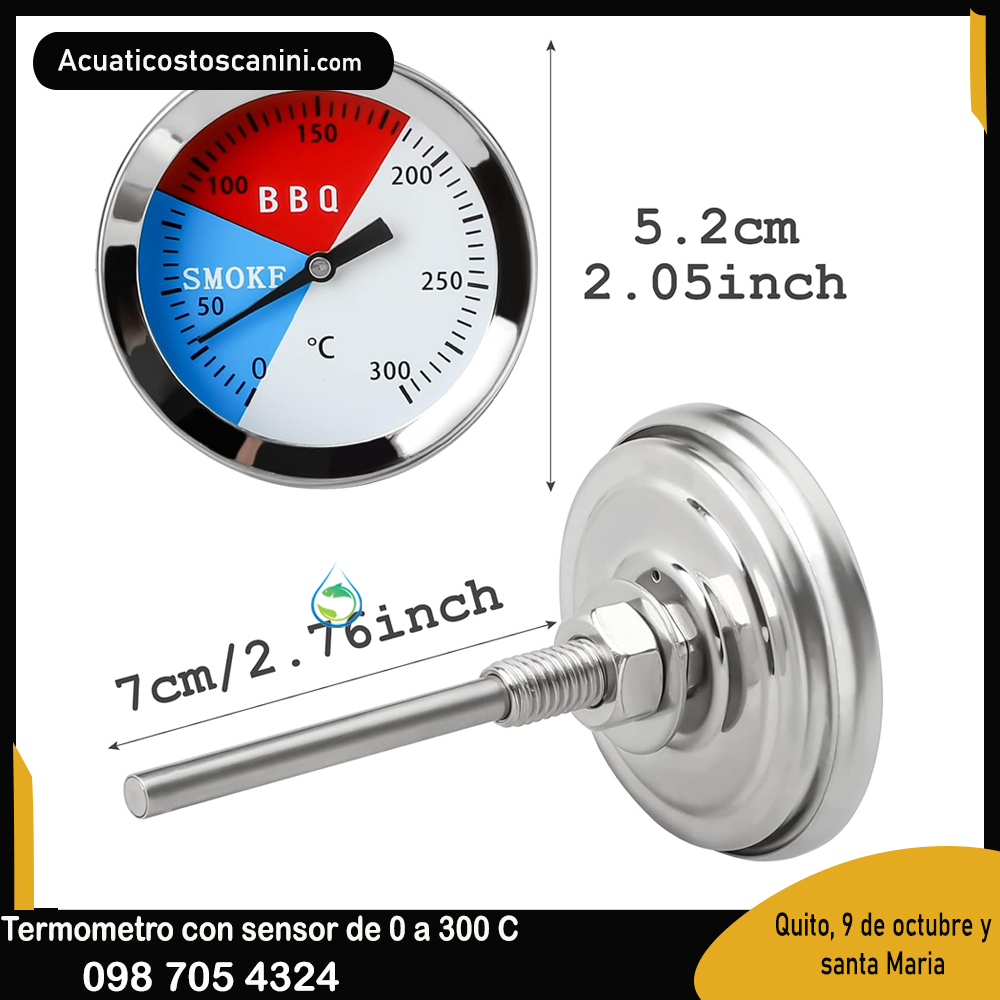 Acuaticostoscanini.com
150
100
200
BBQ
SMOKE
50
250
0
°C
300
5.2cm
2.05inch
7cm/2.76inch
Termometro con sensor de 0 a 300 C
098 705 4324
Quito, 9 de octubre y
santa Maria